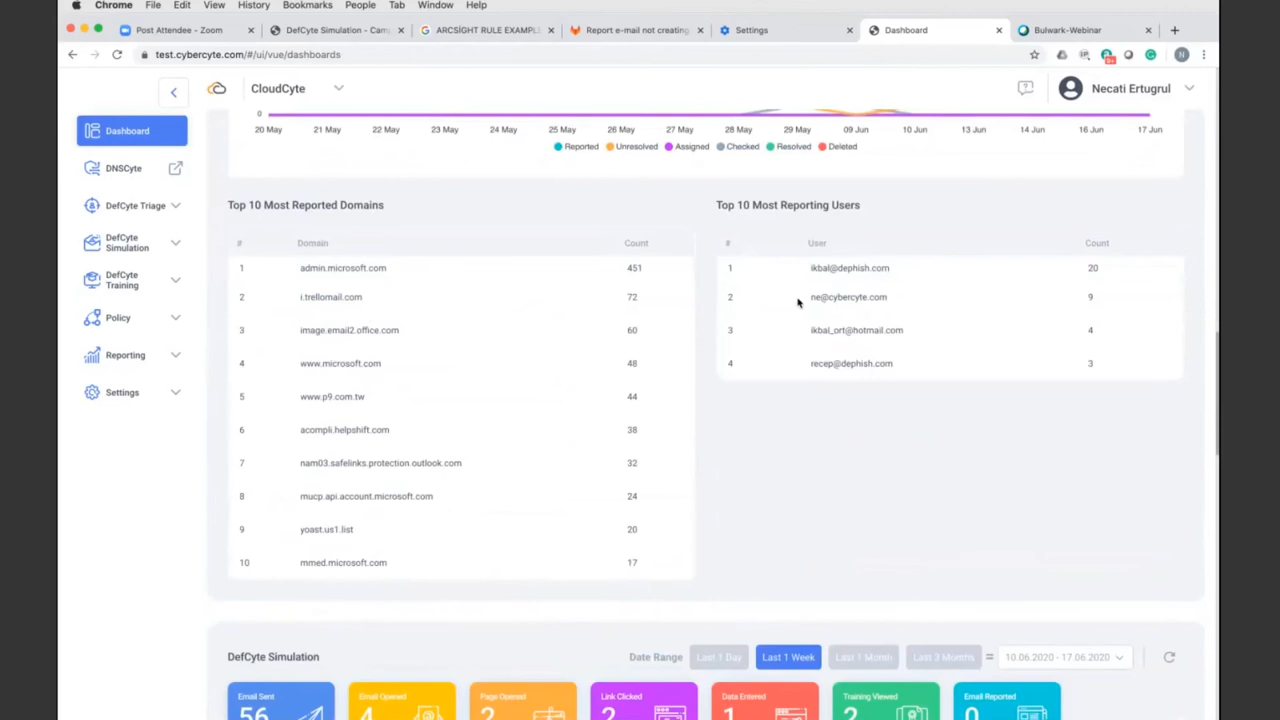 Chrome File Edit View History Bookmarks People Tab Window Help
Post Attendee - Zoom
DefCyte Simulation - Cam
ARCSİGHT RULE EXAMPL
Report e-mail not creating
Settings
Dashboard
Bulwark-Webinar
test.cybercyte.com/#/ui/vue/dashboards
9+
N
CloudCyte
Necati Ertugrul
Dashboard
DNSCyte
DefCyte Triage
DefCyte
Simulation
DefCyte
Training
Policy
Reporting
Settings
0
20 May 21 May 22 May 23 May 24 May 25 May 26 May 27 May 28 May 29 May 09 Jun 10 Jun 13 Jun 14 Jun 16 Jun 17 Jun
Reported Unresolved Assigned Checked Resolved Deleted
Top 10 Most Reported Domains
# Domain Count
1 admin.microsoft.com 451
2 i.trellomail.com 72
3 image.email2.office.com 60
4 www.microsoft.com 48
5 www.p9.com.tw 44
6 acompli.helpshift.com 38
7 nam03.safelinks.protection.outlook.com 32
8 mucp.api.account.microsoft.com 24
9 yoast.us1.list 20
10 mmed.microsoft.com 17
Top 10 Most Reporting Users
# User Count
1 ikbal@dephish.com 20
2 ne@cybercyte.com 9
3 ikbal_ort@hotmail.com 4
4 recep@dephish.com 3
DefCyte Simulation
Date Range Last 1 Day Last 1 Week Last 1 Month Last 3 Months = 10.06.2020 - 17.06.2020
Email Sent
56
Email Opened
4
Page Opened
2
Link Clicked
2
Data Entered
1
Training Viewed
2
Email Reported
0